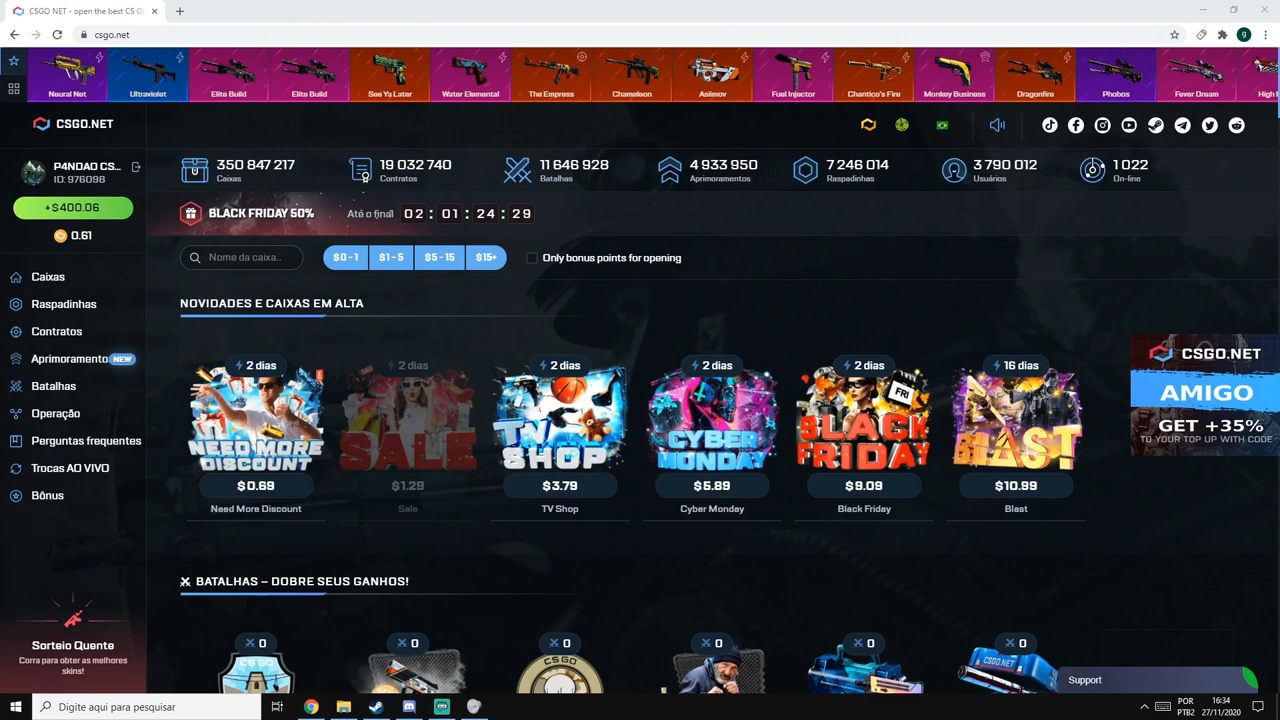 CSGO NET - open the best CS GO
csgo.net
g
Neural Net
Ultraviolet
Elite Build
Elite Build
See Ya Later
Water Elemental
The Empress
Chameleon
Asiimov
Fuel Injector
Chantico's Fire
Monkey Business
Dragonfire
Phobos
Fever Dream
CSGO.NET
P4NDAO CS...
ID: 976098
+$400.06
0.61
350 847 217
Caixas
19 032 740
Contratos
11 646 928
Batalhas
4 933 950
Aprimoramentos
7 246 014
Raspadinhas
3 790 012
Usuários
1 022
On-line
BLACK FRIDAY 50%
Até o final
02 : 01 : 24 : 29
Nome da caixa...
$0 - 1
$1 - 5
$5 - 15
$15+
Only bonus points for opening
Caixas
Raspadinhas
Contratos
Aprimoramento NEW
Batalhas
Operação
Perguntas frequentes
Trocas AO VIVO
Bônus
NOVIDADES E CAIXAS EM ALTA
2 dias
NEED MORE
DISCOUNT
$0.69
Need More Discount
2 dias
SALE
$1.29
Sale
2 dias
TV
SHOP
$3.79
TV Shop
2 dias
CYBER
MONDAY
$5.89
Cyber Monday
2 dias
FRI
BLACK
FRIDAY
$9.09
Black Friday
16 dias
BLAST
$10.99
Blast
CSGO.NET
AMIGO
GET +35%
TO YOUR TOP UP WITH CODE
BATALHAS – DOBRE SEUS GANHOS!
0
CS GO
0
0
CS GO
0
0
0
CSGO.NET
Sorteio Quente
Corra para obter as melhores
skins!
Support
Digite aqui para pesquisar
POR
PTB2
16:34
27/11/2020